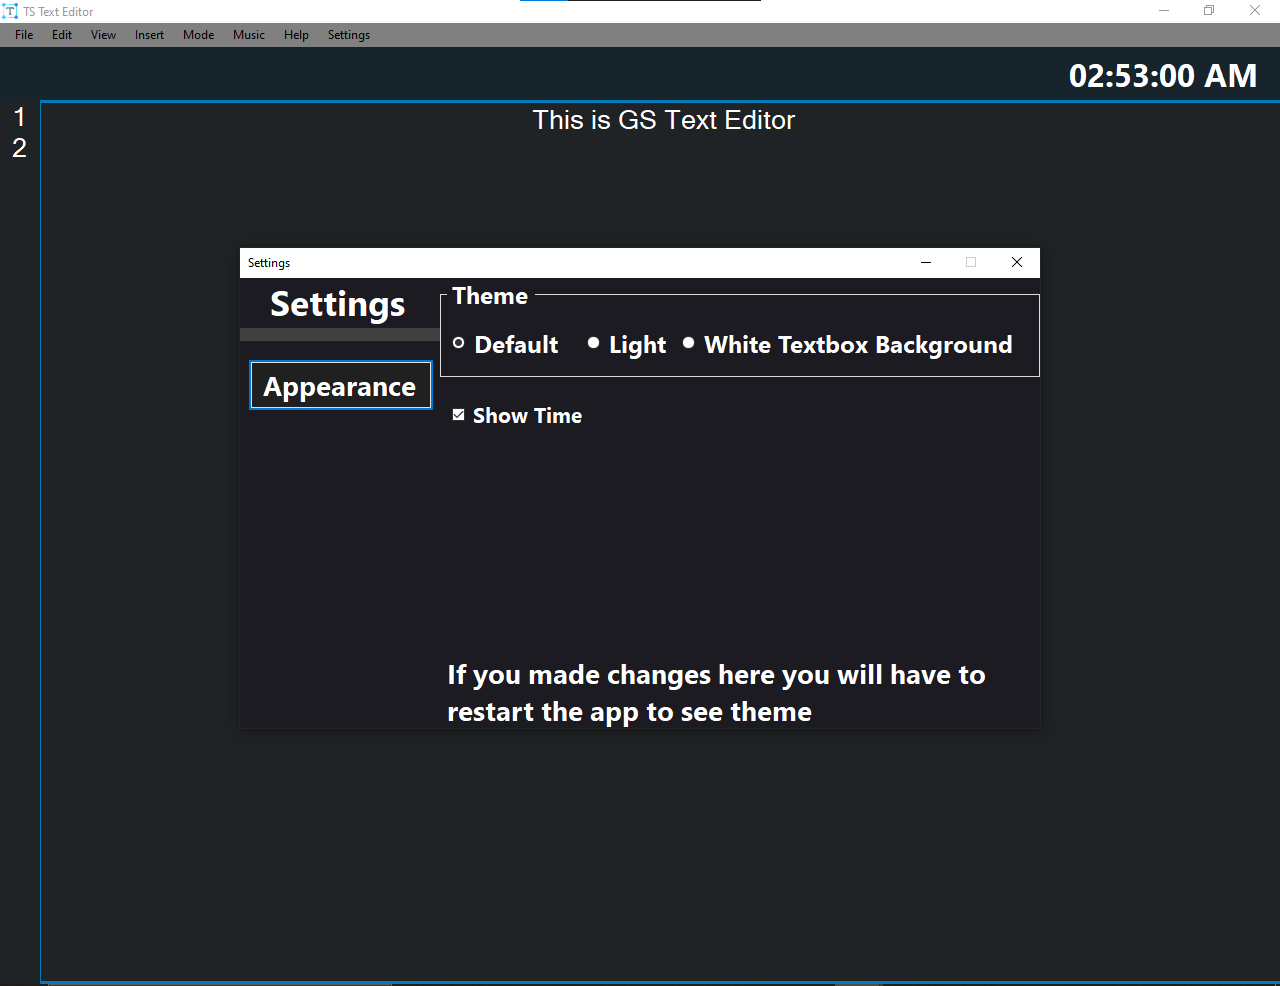 TS Text Editor
File Edit View Insert Mode Music Help Settings
02:53:00 AM
1
2
This is GS Text Editor
Settings
Settings
Theme
Default Light White Textbox Background
Appearance
Show Time
If you made changes here you will have to
restart the app to see theme